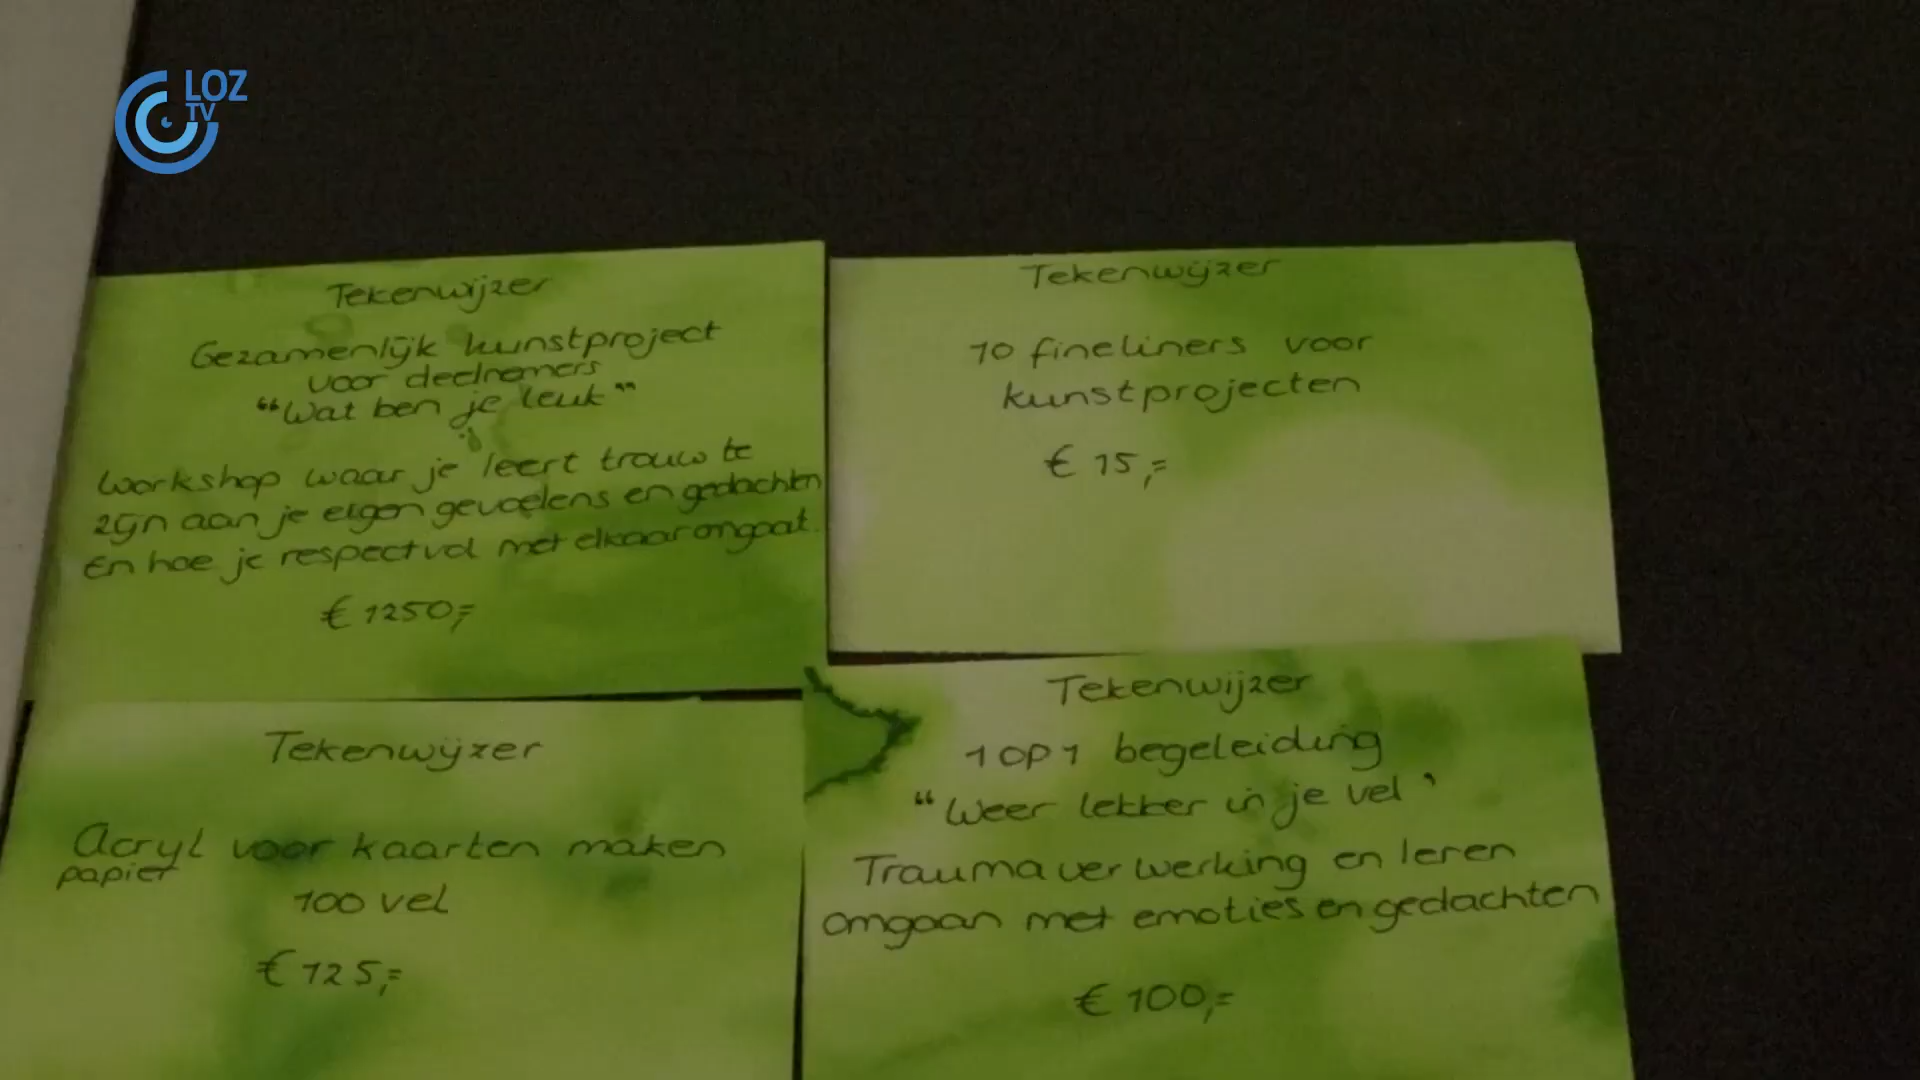 LOZ
TV
Tekenwijzer
Gezamenlijk kunstproject
voor deelnemers
"Wat ben je leuk"
Workshop waar je leert trouw te
zijn aan je eigen gevoelens en gedachten
En hoe je respectvol met elkaar omgaat.
€ 1250,=
Tekenwijzer
10 fineliners voor
kunstprojecten
€ 15,=
Tekenwijzer
Acryl voor kaarten maken
papier
100 vel
€ 125,=
Tekenwijzer
1 op 1 begeleiding
"Weer lekker in je vel'
Traumaverwerking en leren
omgaan met emoties en gedachten
€ 100,=